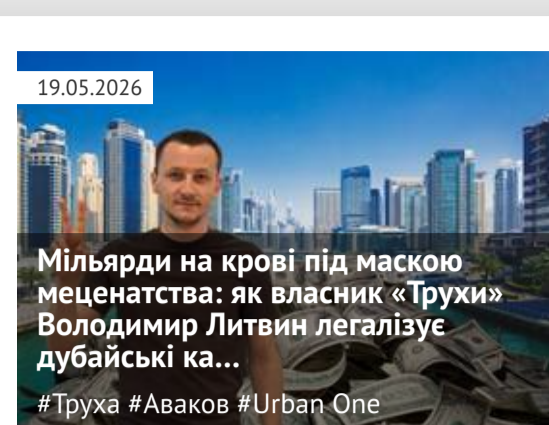 19.05.2026
Мільярди на крові під маскою
меценатства: як власник «Трухи»
Володимир Литвин легалізує
дубайські ка...
#Труха #Аваков #Urban One